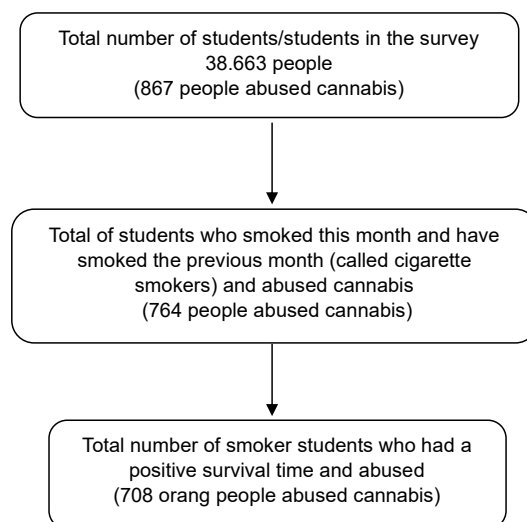 Total number of students/students in the survey
38.663 people
(867 people abused cannabis)
Total of students who smoked this month and have
smoked the previous month (called cigarette
smokers) and abused cannabis
(764 people abused cannabis)
Total number of smoker students who had a
positive survival time and abused
(708 orang people abused cannabis)